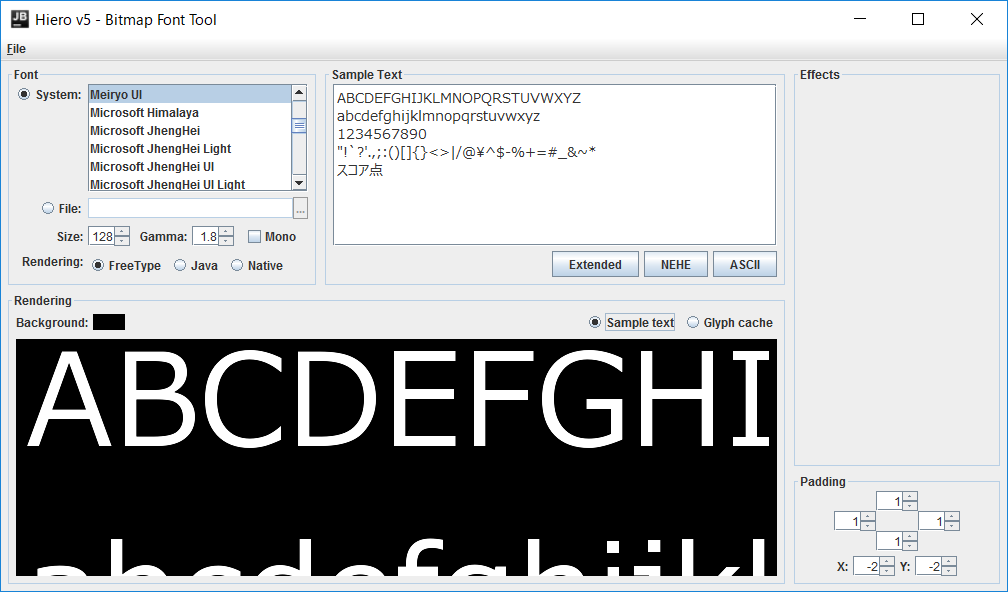 JB
Hiero v5 - Bitmap Font Tool
File
Font
System:
Meiryo UI
Microsoft Himalaya
Microsoft JhengHei
Microsoft JhengHei Light
Microsoft JhengHei UI
Microsoft JhengHei UI Light
File:
...
Size: 128 Gamma: 1.8 Mono
Rendering: FreeType Java Native
Sample Text
ABCDEFGHIJKLMNOPQRSTUVWXYZ
abcdefghijklmnopqrstuvwxyz
1234567890
"!`?'.,;:()[]{}<>|/@¥^$-%+=#_&~*
スコア点
Extended NEHE ASCII
Effects
Rendering
Background:
Sample text Glyph cache
ABCDEFGHI
abcdefghijkl
Padding
1
1 1
1
X: -2 Y: -2